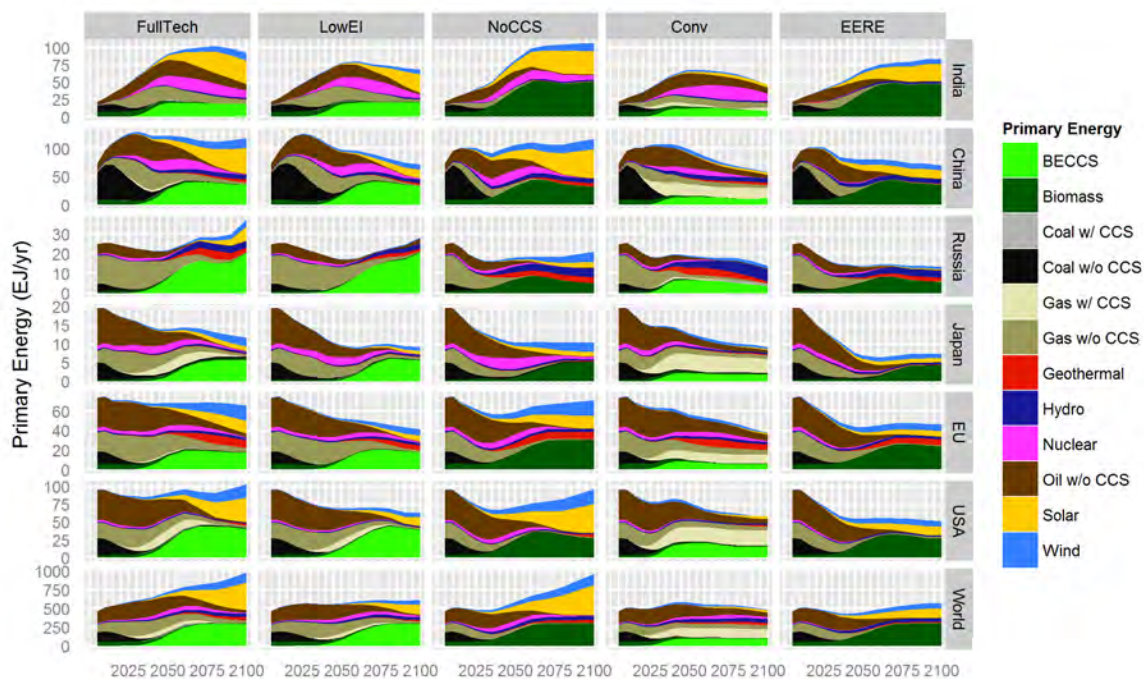 FullTech LowEI NoCCS Conv EERE
Primary Energy (EJ/yr)
100
75
50
25
0
India
100
50
0
China
30
20
10
0
Russia
20
15
10
5
0
Japan
60
40
20
0
EU
100
75
50
25
0
USA
1000
750
500
250
0
World
2025 2050 2075 2100 2025 2050 2075 2100 2025 2050 2075 2100 2025 2050 2075 2100 2025 2050 2075 2100
Primary Energy
BECCS
Biomass
Coal w/ CCS
Coal w/o CCS
Gas w/ CCS
Gas w/o CCS
Geothermal
Hydro
Nuclear
Oil w/o CCS
Solar
Wind